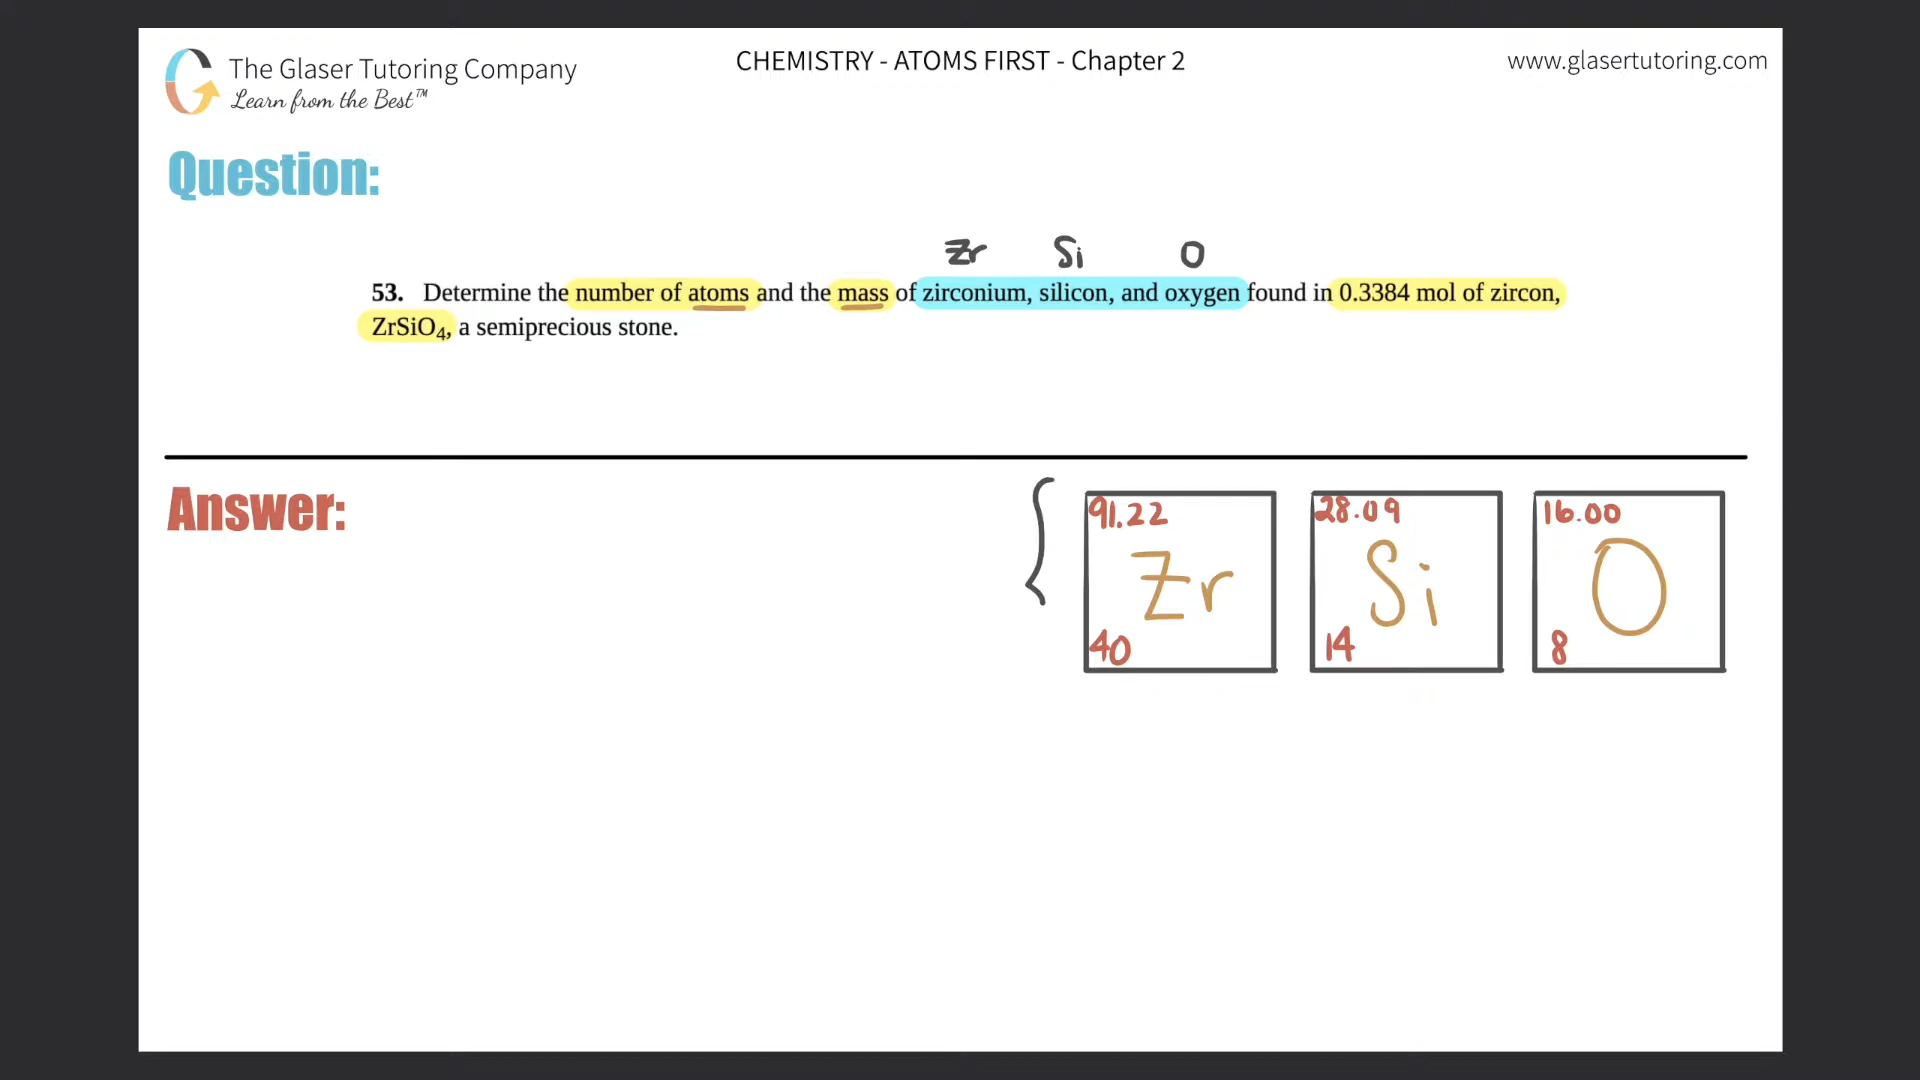 The Glaser Tutoring Company
Learn from the Best™
CHEMISTRY - ATOMS FIRST - Chapter 2
www.glasertutoring.com
Question:
Zr Si O
53. Determine the number of atoms and the mass of zirconium, silicon, and oxygen found in 0.3384 mol of zircon,
ZrSiO₄, a semiprecious stone.
Answer:
91.22 28.09 16.00
Zr Si O
40 14 8